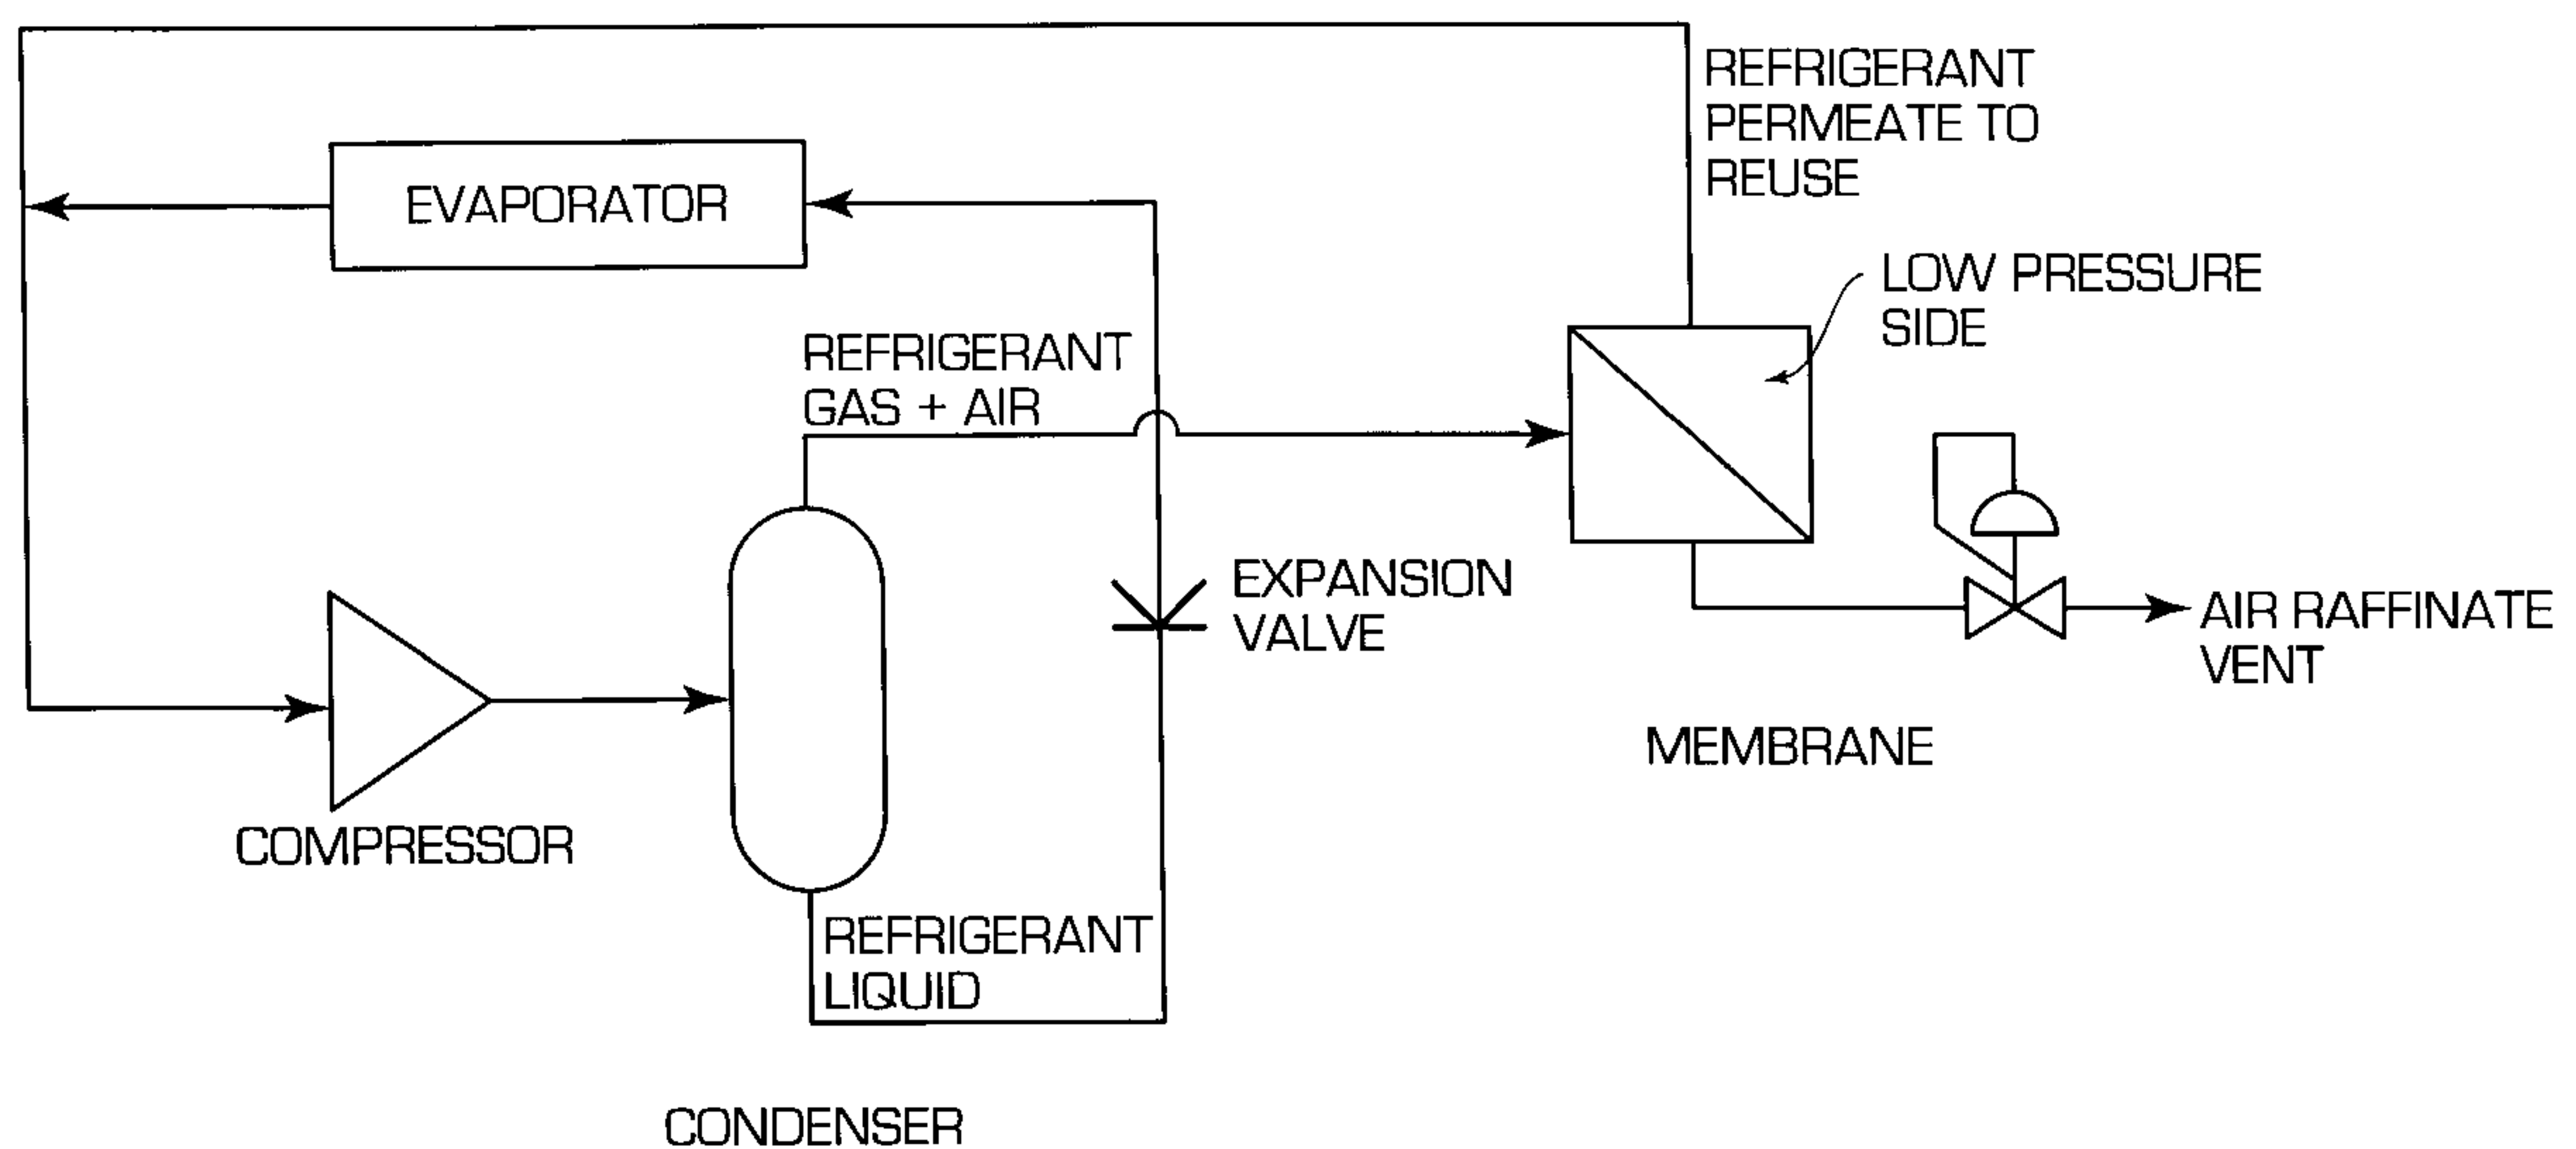 REFRIGERANT
PERMEATE TO
REUSE
EVAPORATOR
LOW PRESSURE
SIDE
REFRIGERANT
GAS + AIR
EXPANSION
VALVE
AIR RAFFINATE
VENT
MEMBRANE
COMPRESSOR
REFRIGERANT
LIQUID
CONDENSER